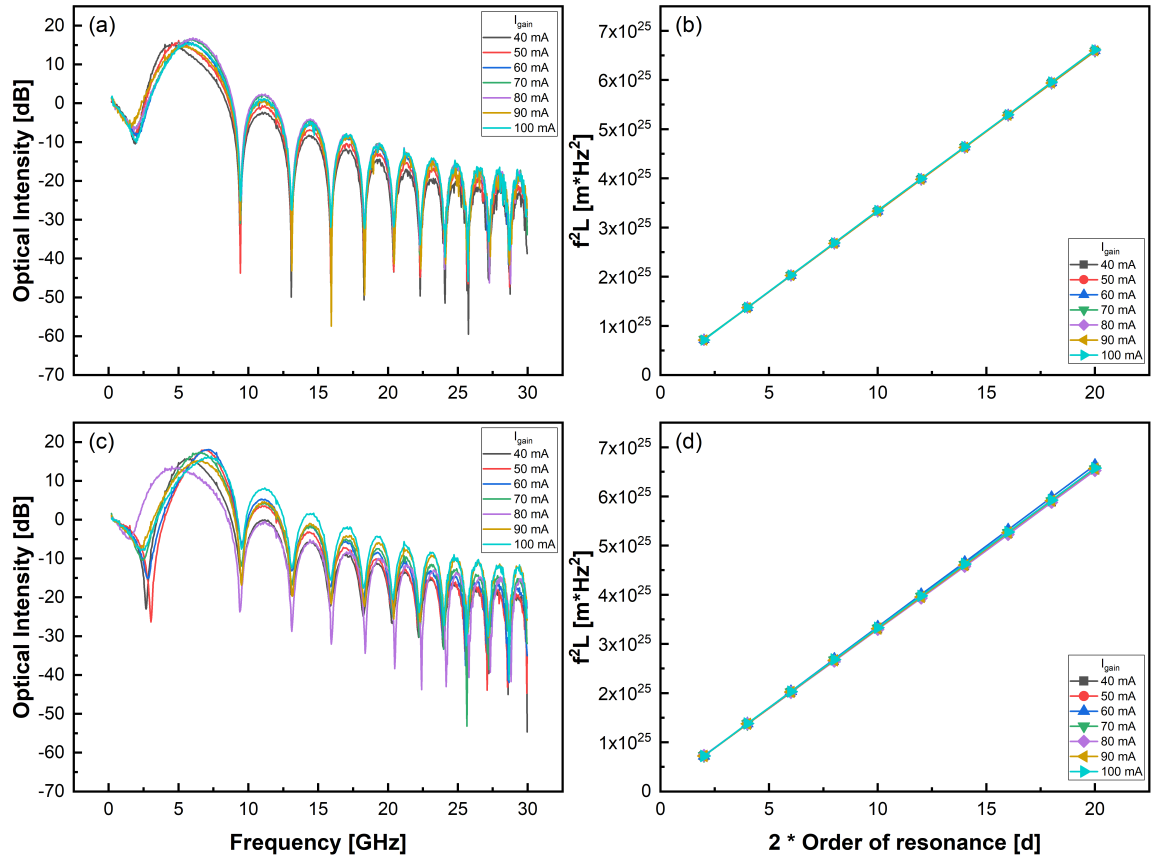 (a)
I_gain
40 mA
50 mA
60 mA
70 mA
80 mA
90 mA
100 mA
20
10
0
-10
-20
-30
-40
-50
-60
-70
Optical Intensity [dB]
0 5 10 15 20 25 30
(b)
7x10²⁵
6x10²⁵
5x10²⁵
4x10²⁵
3x10²⁵
2x10²⁵
1x10²⁵
0
f²L [m*Hz²]
I_gain
40 mA
50 mA
60 mA
70 mA
80 mA
90 mA
100 mA
0 5 10 15 20
(c)
I_gain
40 mA
50 mA
60 mA
70 mA
80 mA
90 mA
100 mA
20
10
0
-10
-20
-30
-40
-50
-60
-70
Optical Intensity [dB]
0 5 10 15 20 25 30
Frequency [GHz]
(d)
7x10²⁵
6x10²⁵
5x10²⁵
4x10²⁵
3x10²⁵
2x10²⁵
1x10²⁵
0
f²L [m*Hz²]
I_gain
40 mA
50 mA
60 mA
70 mA
80 mA
90 mA
100 mA
0 5 10 15 20
2 * Order of resonance [d]